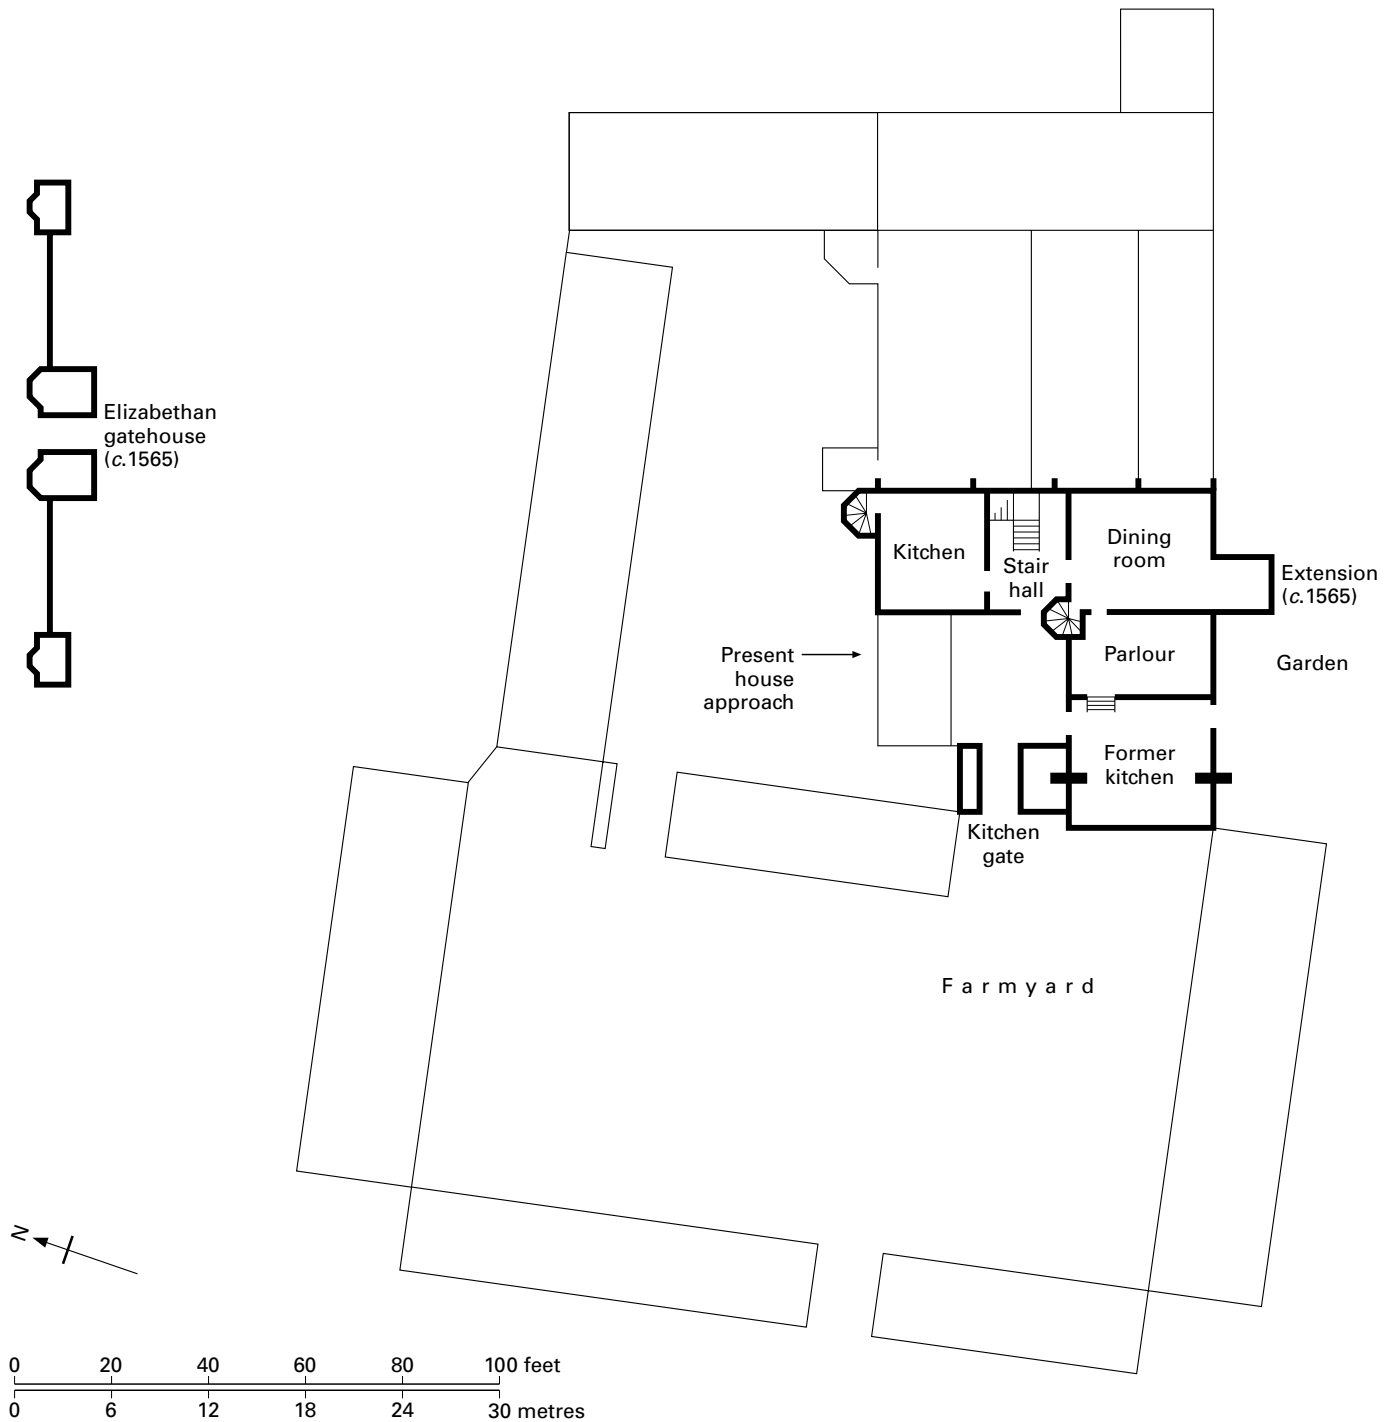 Elizabethan
gatehouse
(c.1565)
Kitchen
Stair
hall
Dining
room
Extension
(c.1565)
Present
house
approach
Parlour
Garden
Former
kitchen
Kitchen
gate
Farmyard
N
0 20 40 60 80 100 feet
0 6 12 18 24 30 metres